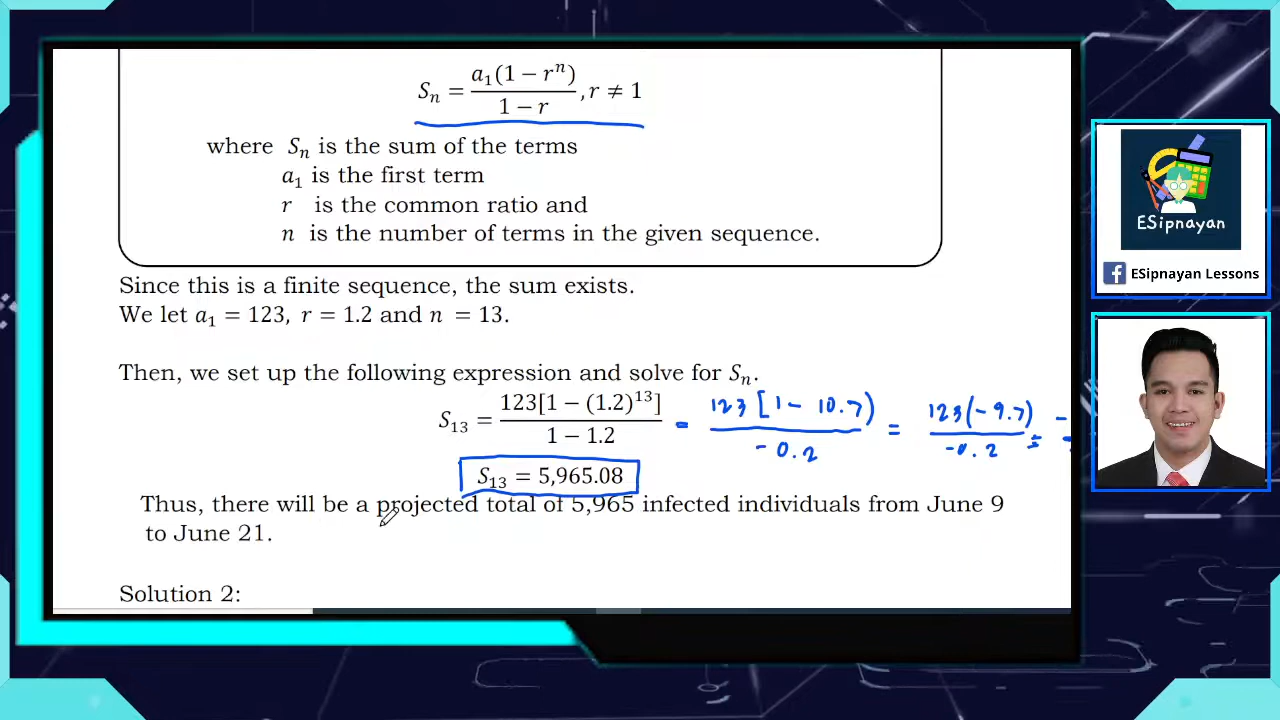 Sₙ = a₁(1 − rⁿ) / 1 − r , r ≠ 1
where Sₙ is the sum of the terms
a₁ is the first term
r is the common ratio and
n is the number of terms in the given sequence.
Since this is a finite sequence, the sum exists.
We let a₁ = 123, r = 1.2 and n = 13.
Then, we set up the following expression and solve for Sₙ.
S₁₃ = 123[1 − (1.2)¹³] / 1 − 1.2 = 123 [1 − 10.7) / −0.2 = 123(−9.7) / −0.2 =
S₁₃ = 5,965.08
Thus, there will be a projected total of 5,965 infected individuals from June 9
to June 21.
Solution 2:
ESipnayan
ESipnayan Lessons